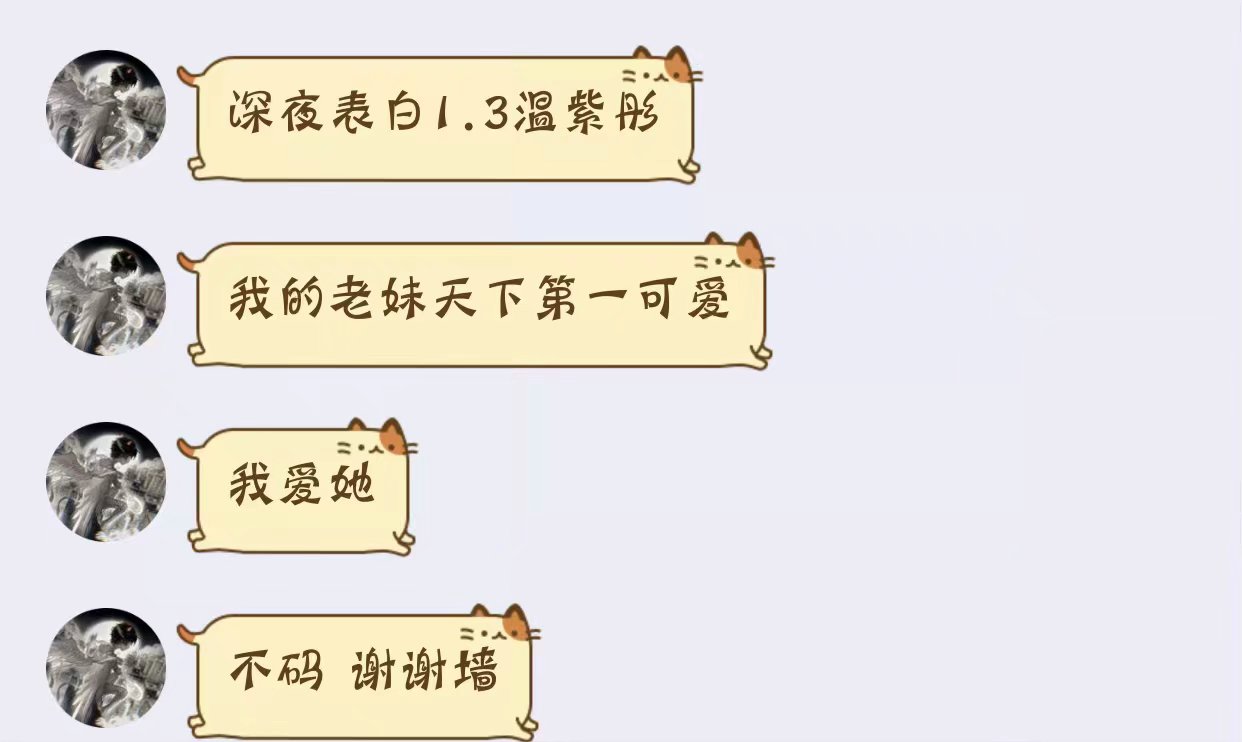 深夜表白1.3温紫彤
我的老妹天下第一可爱
我爱她
不码 谢谢墙